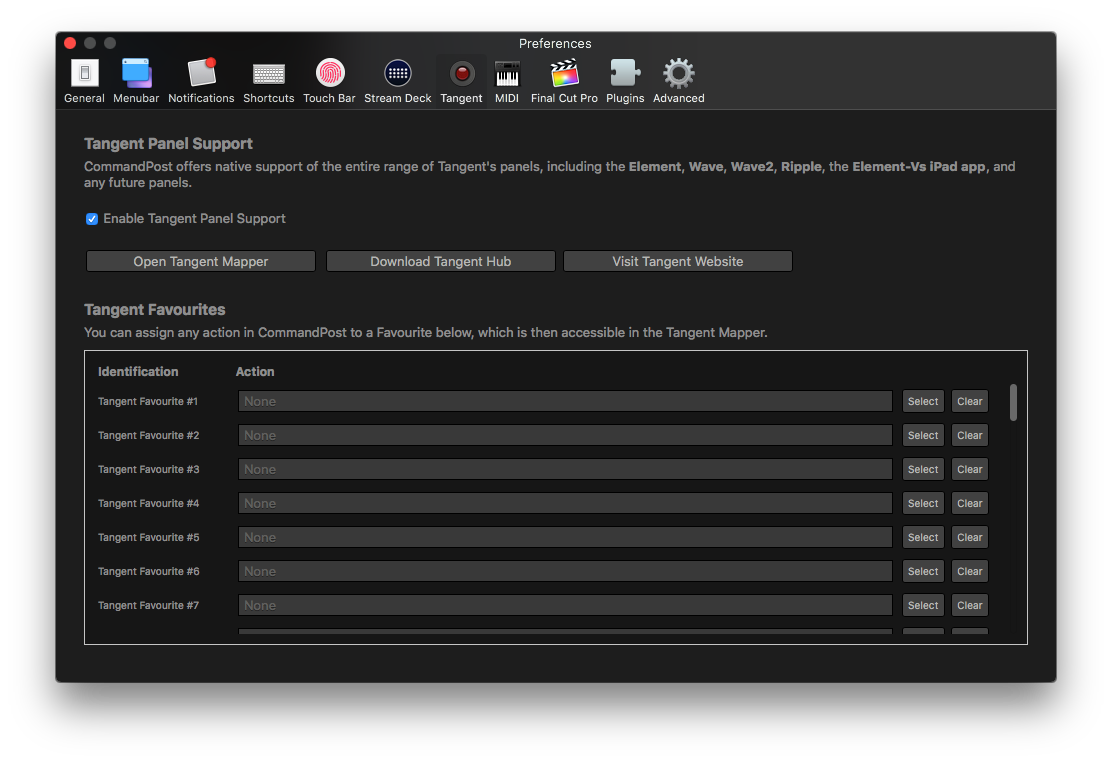 Preferences
General Menubar Notifications Shortcuts Touch Bar Stream Deck Tangent MIDI Final Cut Pro Plugins Advanced
Tangent Panel Support
CommandPost offers native support of the entire range of Tangent's panels, including the Element, Wave, Wave2, Ripple, the Element-Vs iPad app, and
any future panels.
Enable Tangent Panel Support
Open Tangent Mapper Download Tangent Hub Visit Tangent Website
Tangent Favourites
You can assign any action in CommandPost to a Favourite below, which is then accessible in the Tangent Mapper.
Identification Action
Tangent Favourite #1 None Select Clear
Tangent Favourite #2 None Select Clear
Tangent Favourite #3 None Select Clear
Tangent Favourite #4 None Select Clear
Tangent Favourite #5 None Select Clear
Tangent Favourite #6 None Select Clear
Tangent Favourite #7 None Select Clear